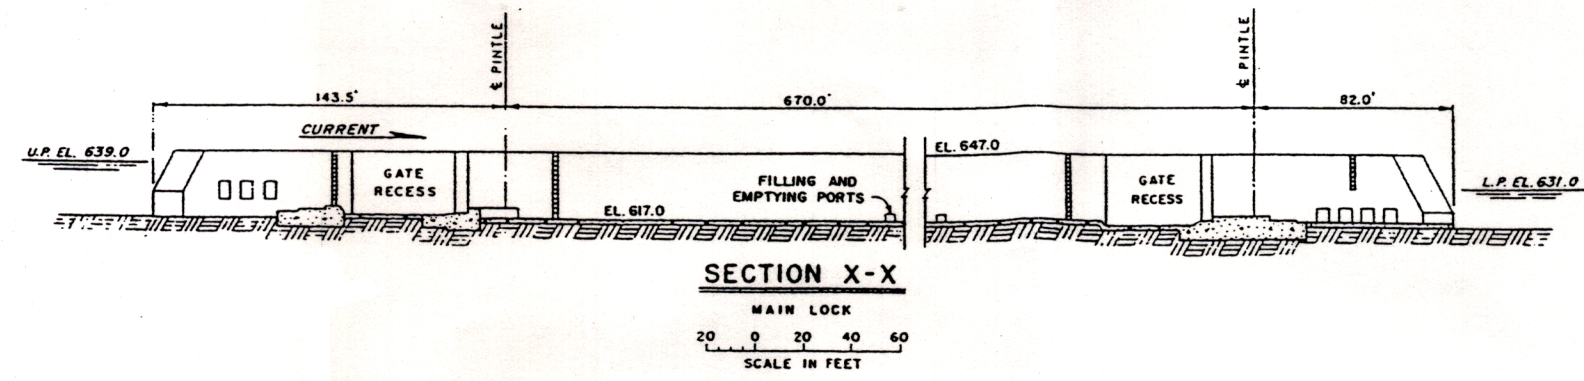 ℄ PINTLE
℄ PINTLE
143.5'
670.0'
82.0'
CURRENT
U.P. EL. 639.0
EL. 647.0
GATE
RECESS
FILLING AND
EMPTYING PORTS
GATE
RECESS
L.P. EL. 631.0
EL. 617.0
SECTION X-X
MAIN LOCK
20 0 20 40 60
SCALE IN FEET